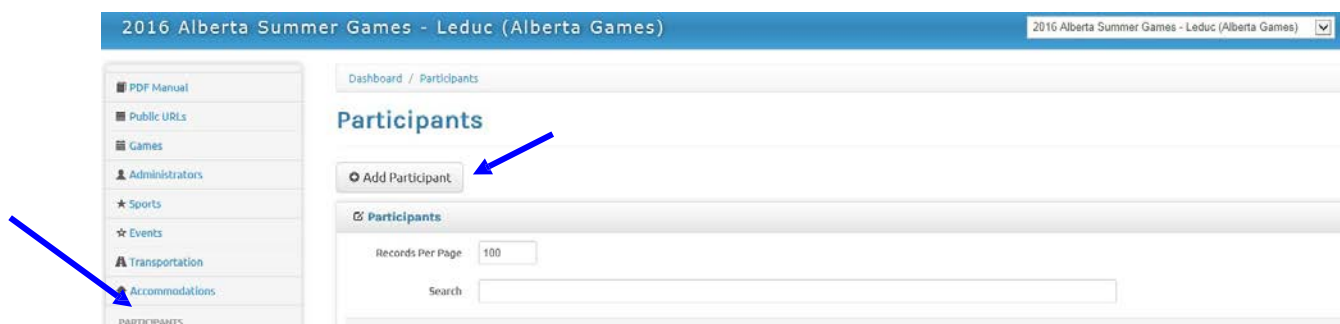 2016 Alberta Summer Games - Leduc (Alberta Games)
2016 Alberta Summer Games - Leduc (Alberta Games)
PDF Manual
Public URLs
Games
Administrators
Sports
Events
Transportation
Accommodations
PARTICIPANTS
Dashboard / Participants
Participants
Add Participant
Participants
Records Per Page 100
Search